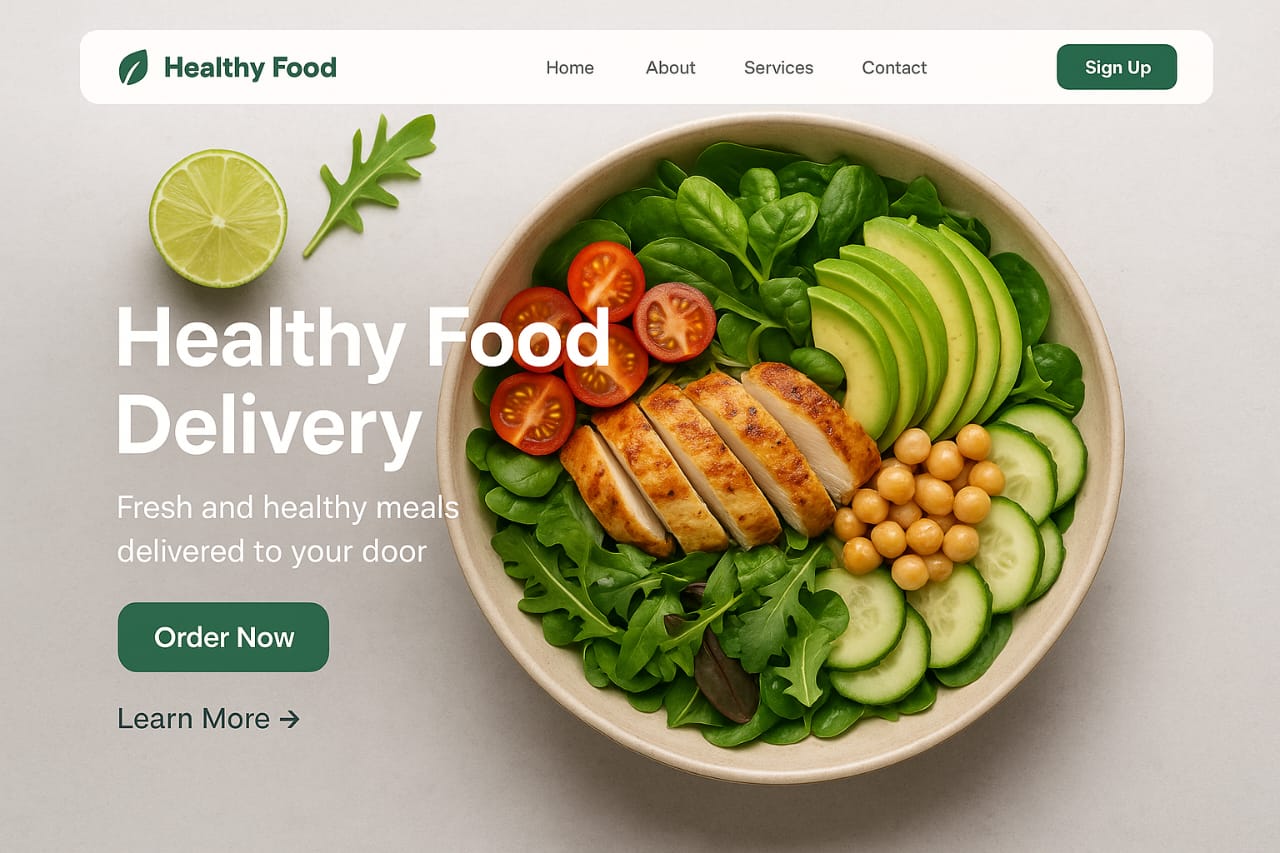 Healthy Food
Home
About
Services
Contact
Sign Up
Healthy Food
Delivery
Fresh and healthy meals
delivered to your door
Order Now
Learn More →